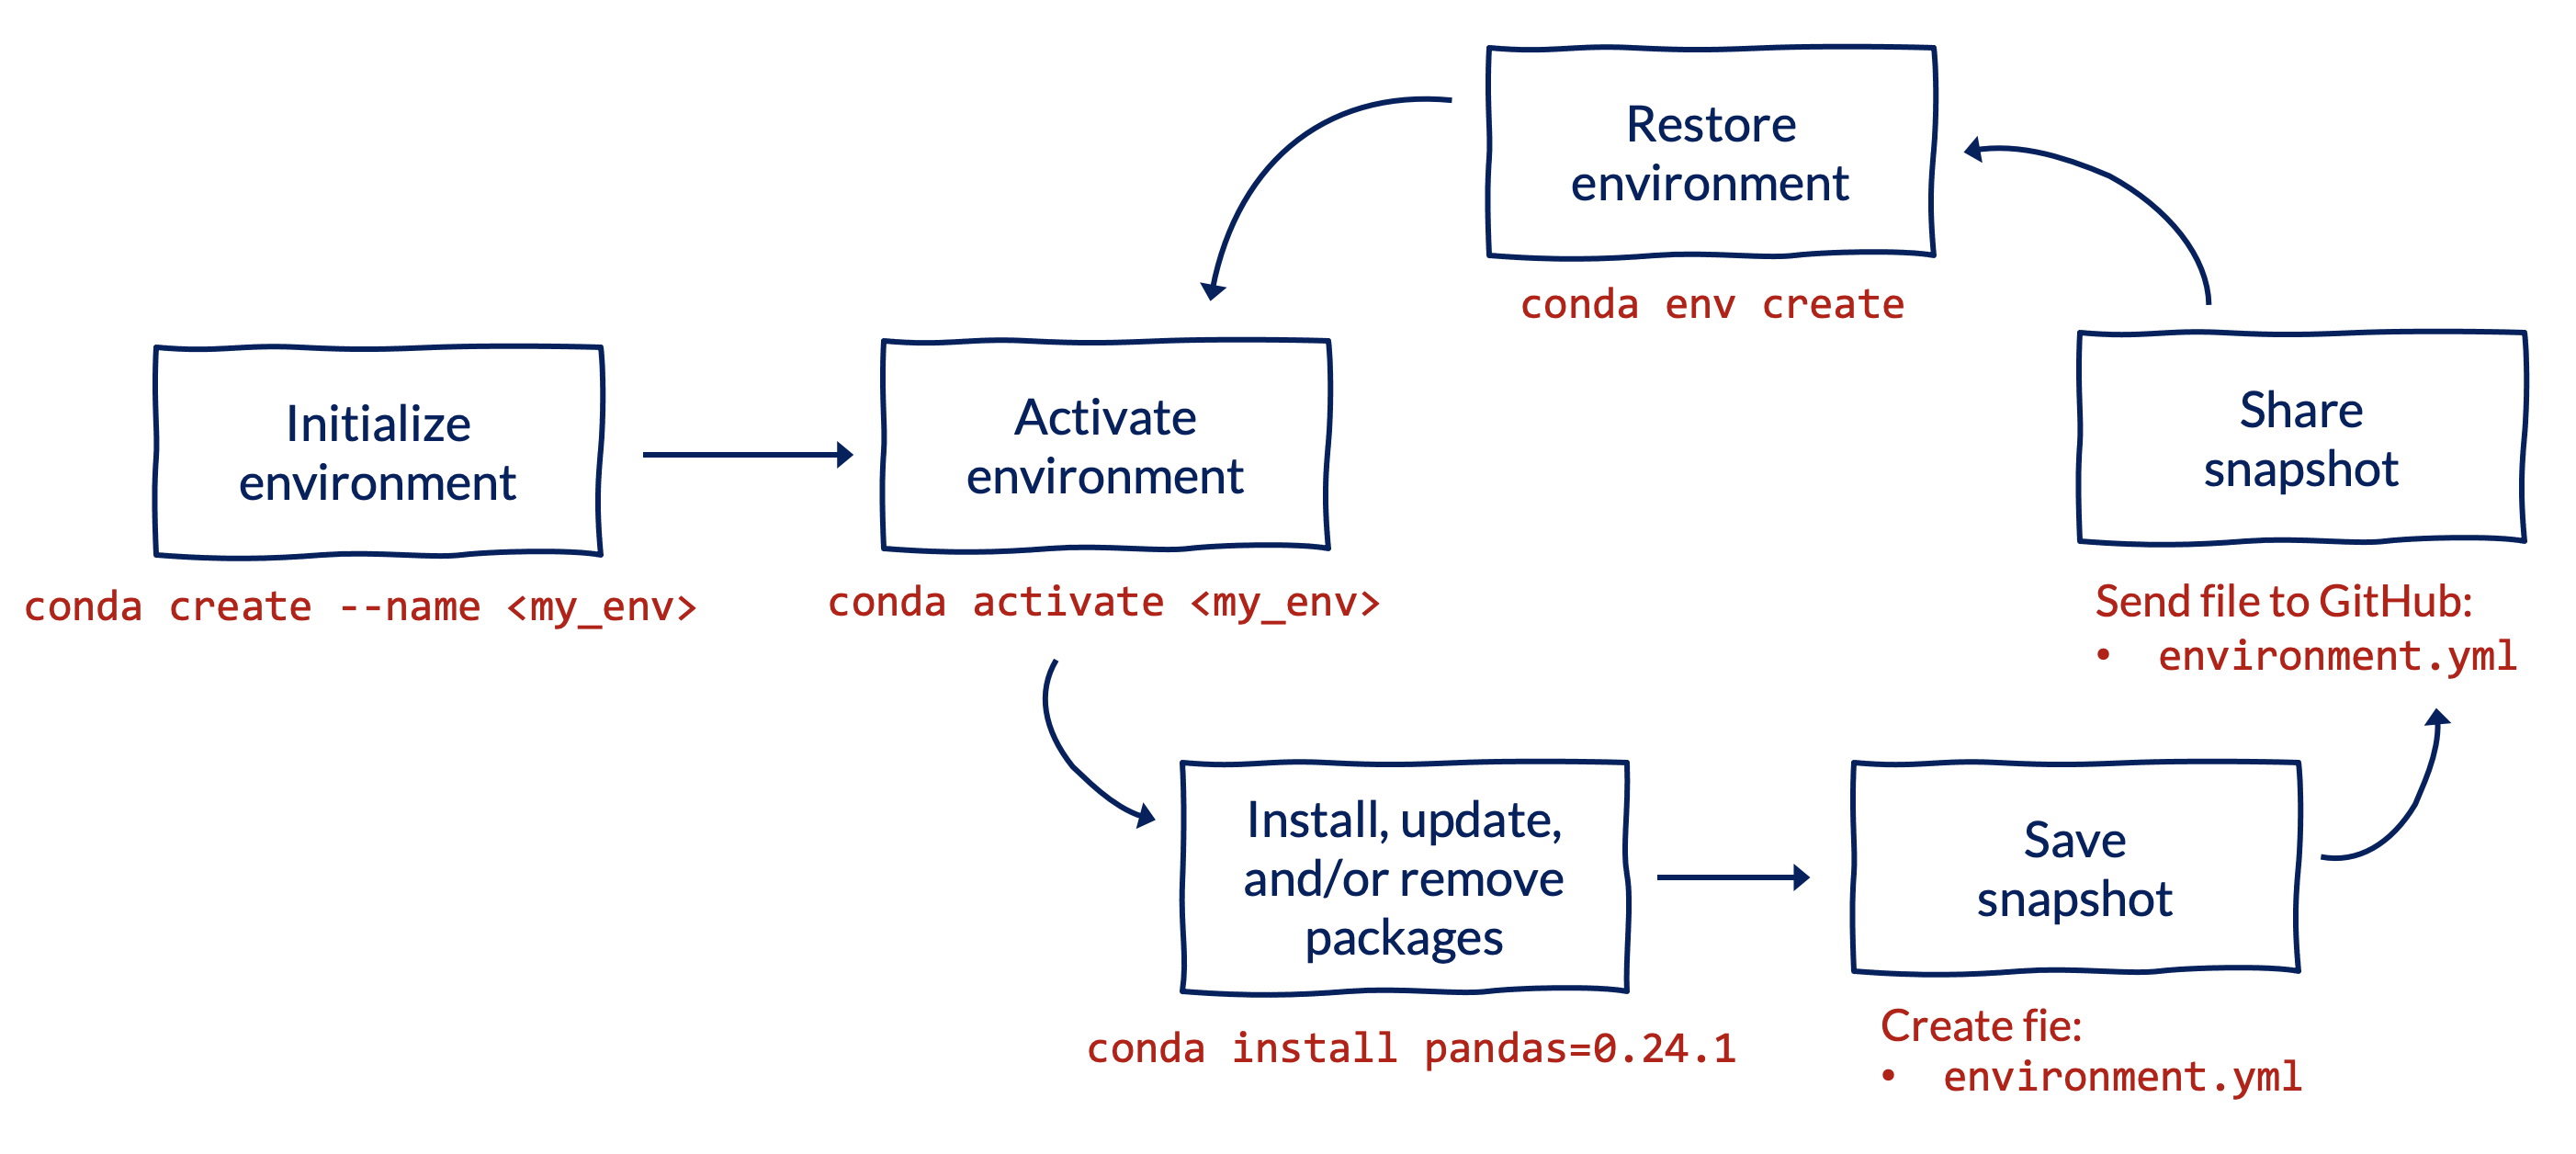 Restore
environment
conda env create
Initialize
environment
conda create --name <my_env>
Activate
environment
conda activate <my_env>
Share
snapshot
Send file to GitHub:
• environment.yml
Install, update,
and/or remove
packages
conda install pandas=0.24.1
Save
snapshot
Create fie:
• environment.yml